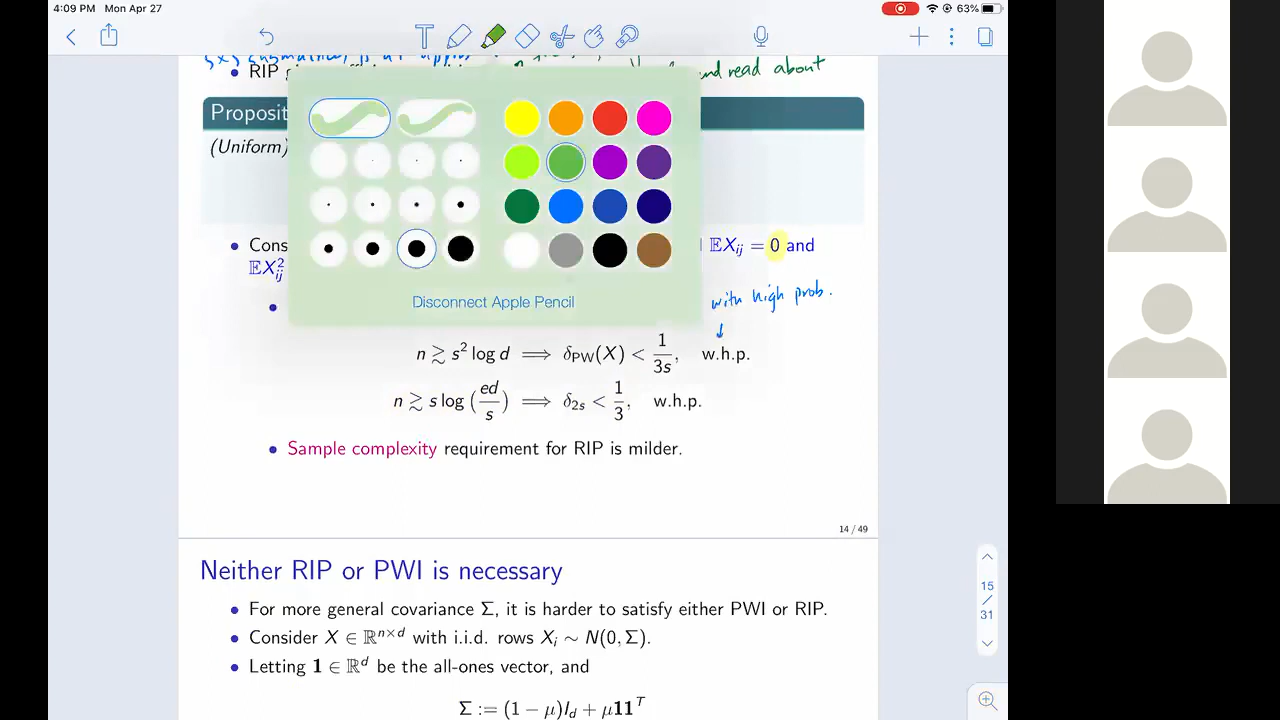 4:09 PM Mon Apr 27
63%
• RIP
and read about
Proposit
(Uniform)
• Cons
𝔼X_ij = 0 and
𝔼X²_ij
Disconnect Apple Pencil
with high prob.
↓
n ≳ s² log d ⟹ δ_PW(X) < 1/3s, w.h.p.
n ≳ s log (ed/s) ⟹ δ_2s < 1/3, w.h.p.
• Sample complexity requirement for RIP is milder.
14 / 49
Neither RIP or PWI is necessary
• For more general covariance Σ, it is harder to satisfy either PWI or RIP.
• Consider X ∈ ℝ^{n×d} with i.i.d. rows X_i ∼ N(0, Σ).
• Letting 𝟏 ∈ ℝ^d be the all-ones vector, and
Σ := (1 − μ)I_d + μ𝟏𝟏^T
15
/
31